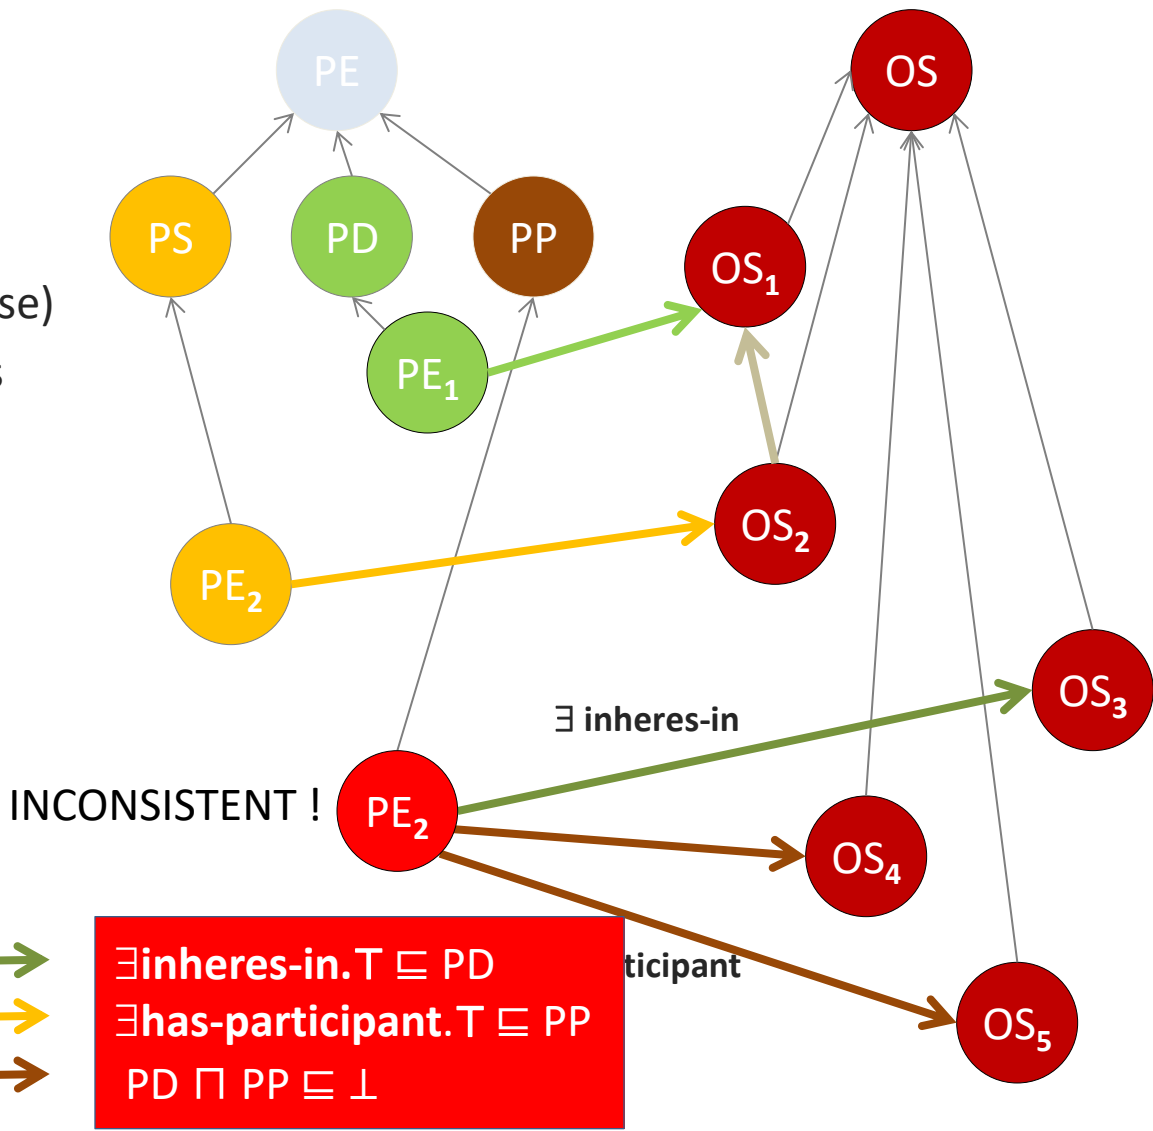 PE
OS
PS
PD
PP
OS₁
se)
s
PE₁
OS₂
PE₂
OS₃
∃ inheres-in
INCONSISTENT !
PE₂
OS₄
∃inheres-in.⊤ ⊑ PD
ticipant
∃has-participant.⊤ ⊑ PP
OS₅
PD ⊓ PP ⊑ ⊥